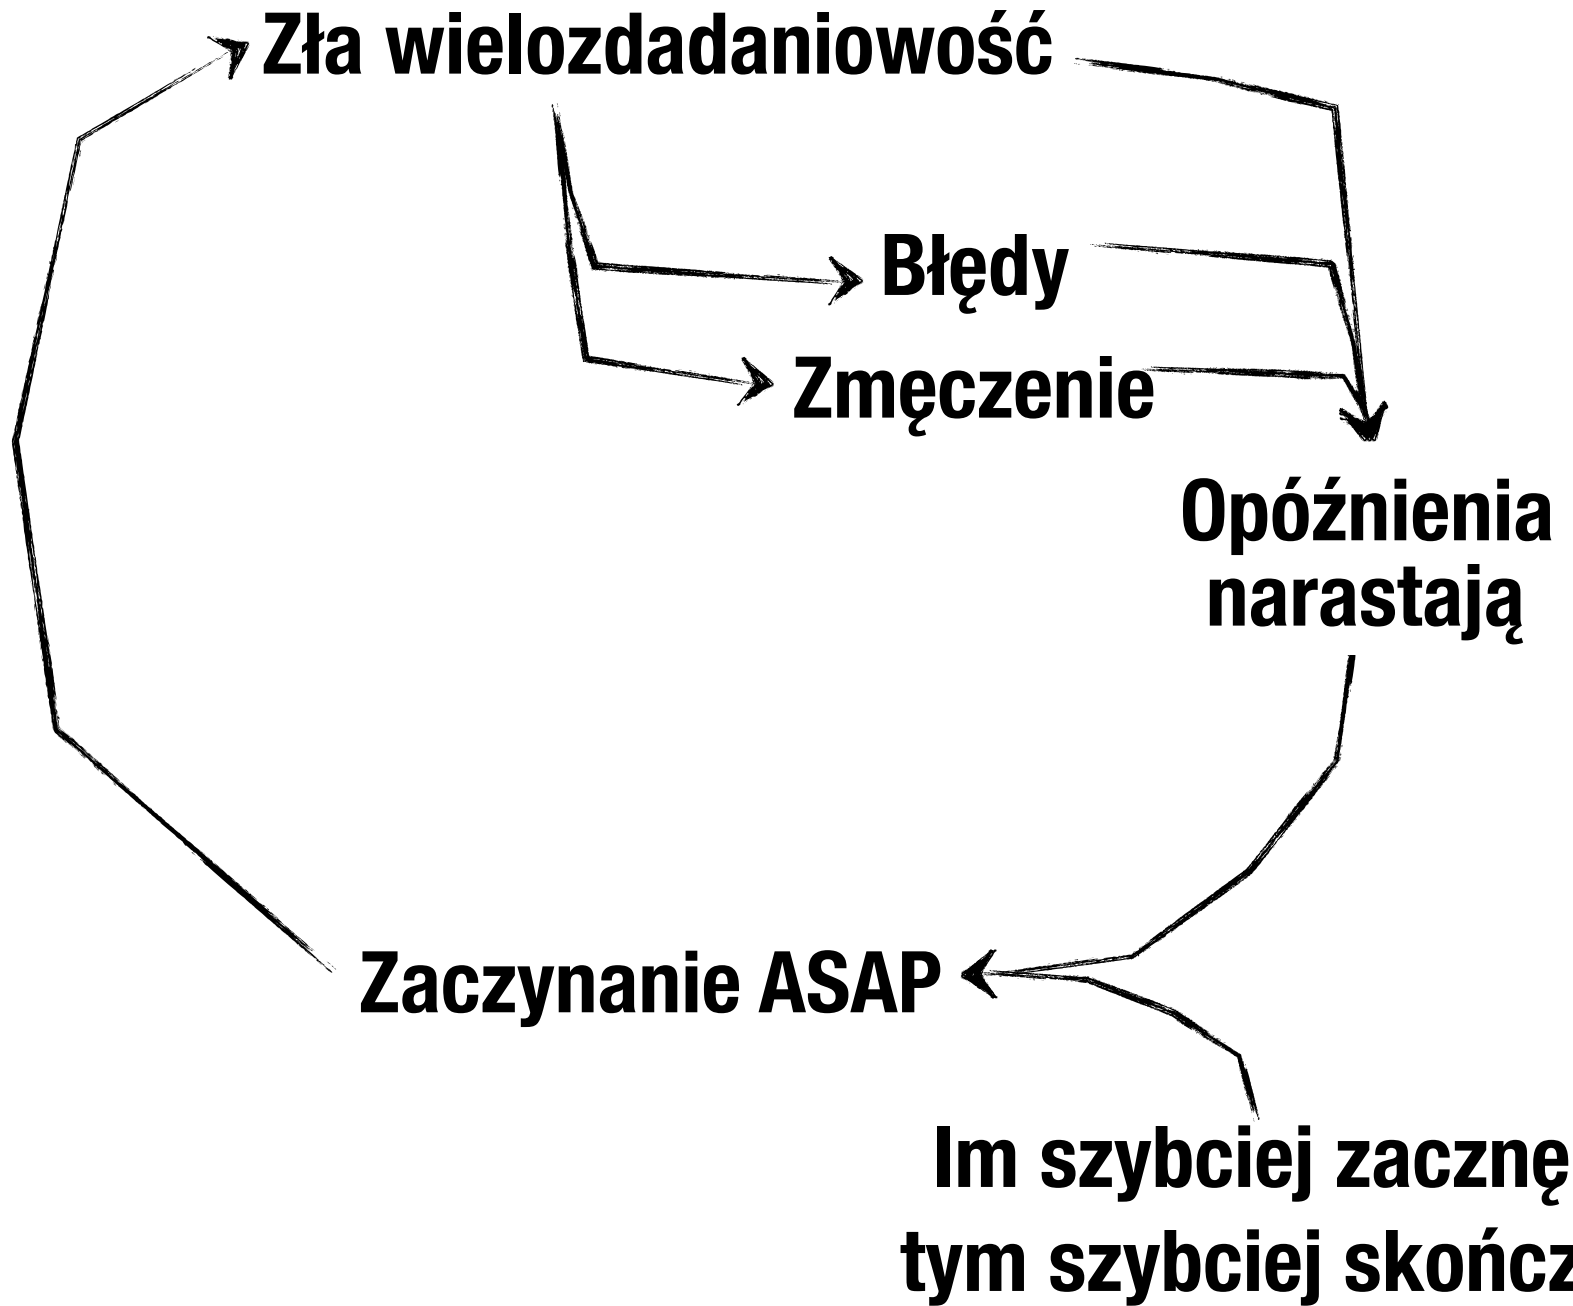 Zła wielozdadaniowość
Błędy
Zmęczenie
Opóźnienia
narastają
Zaczynanie ASAP
Im szybciej zacznę
tym szybciej skończ